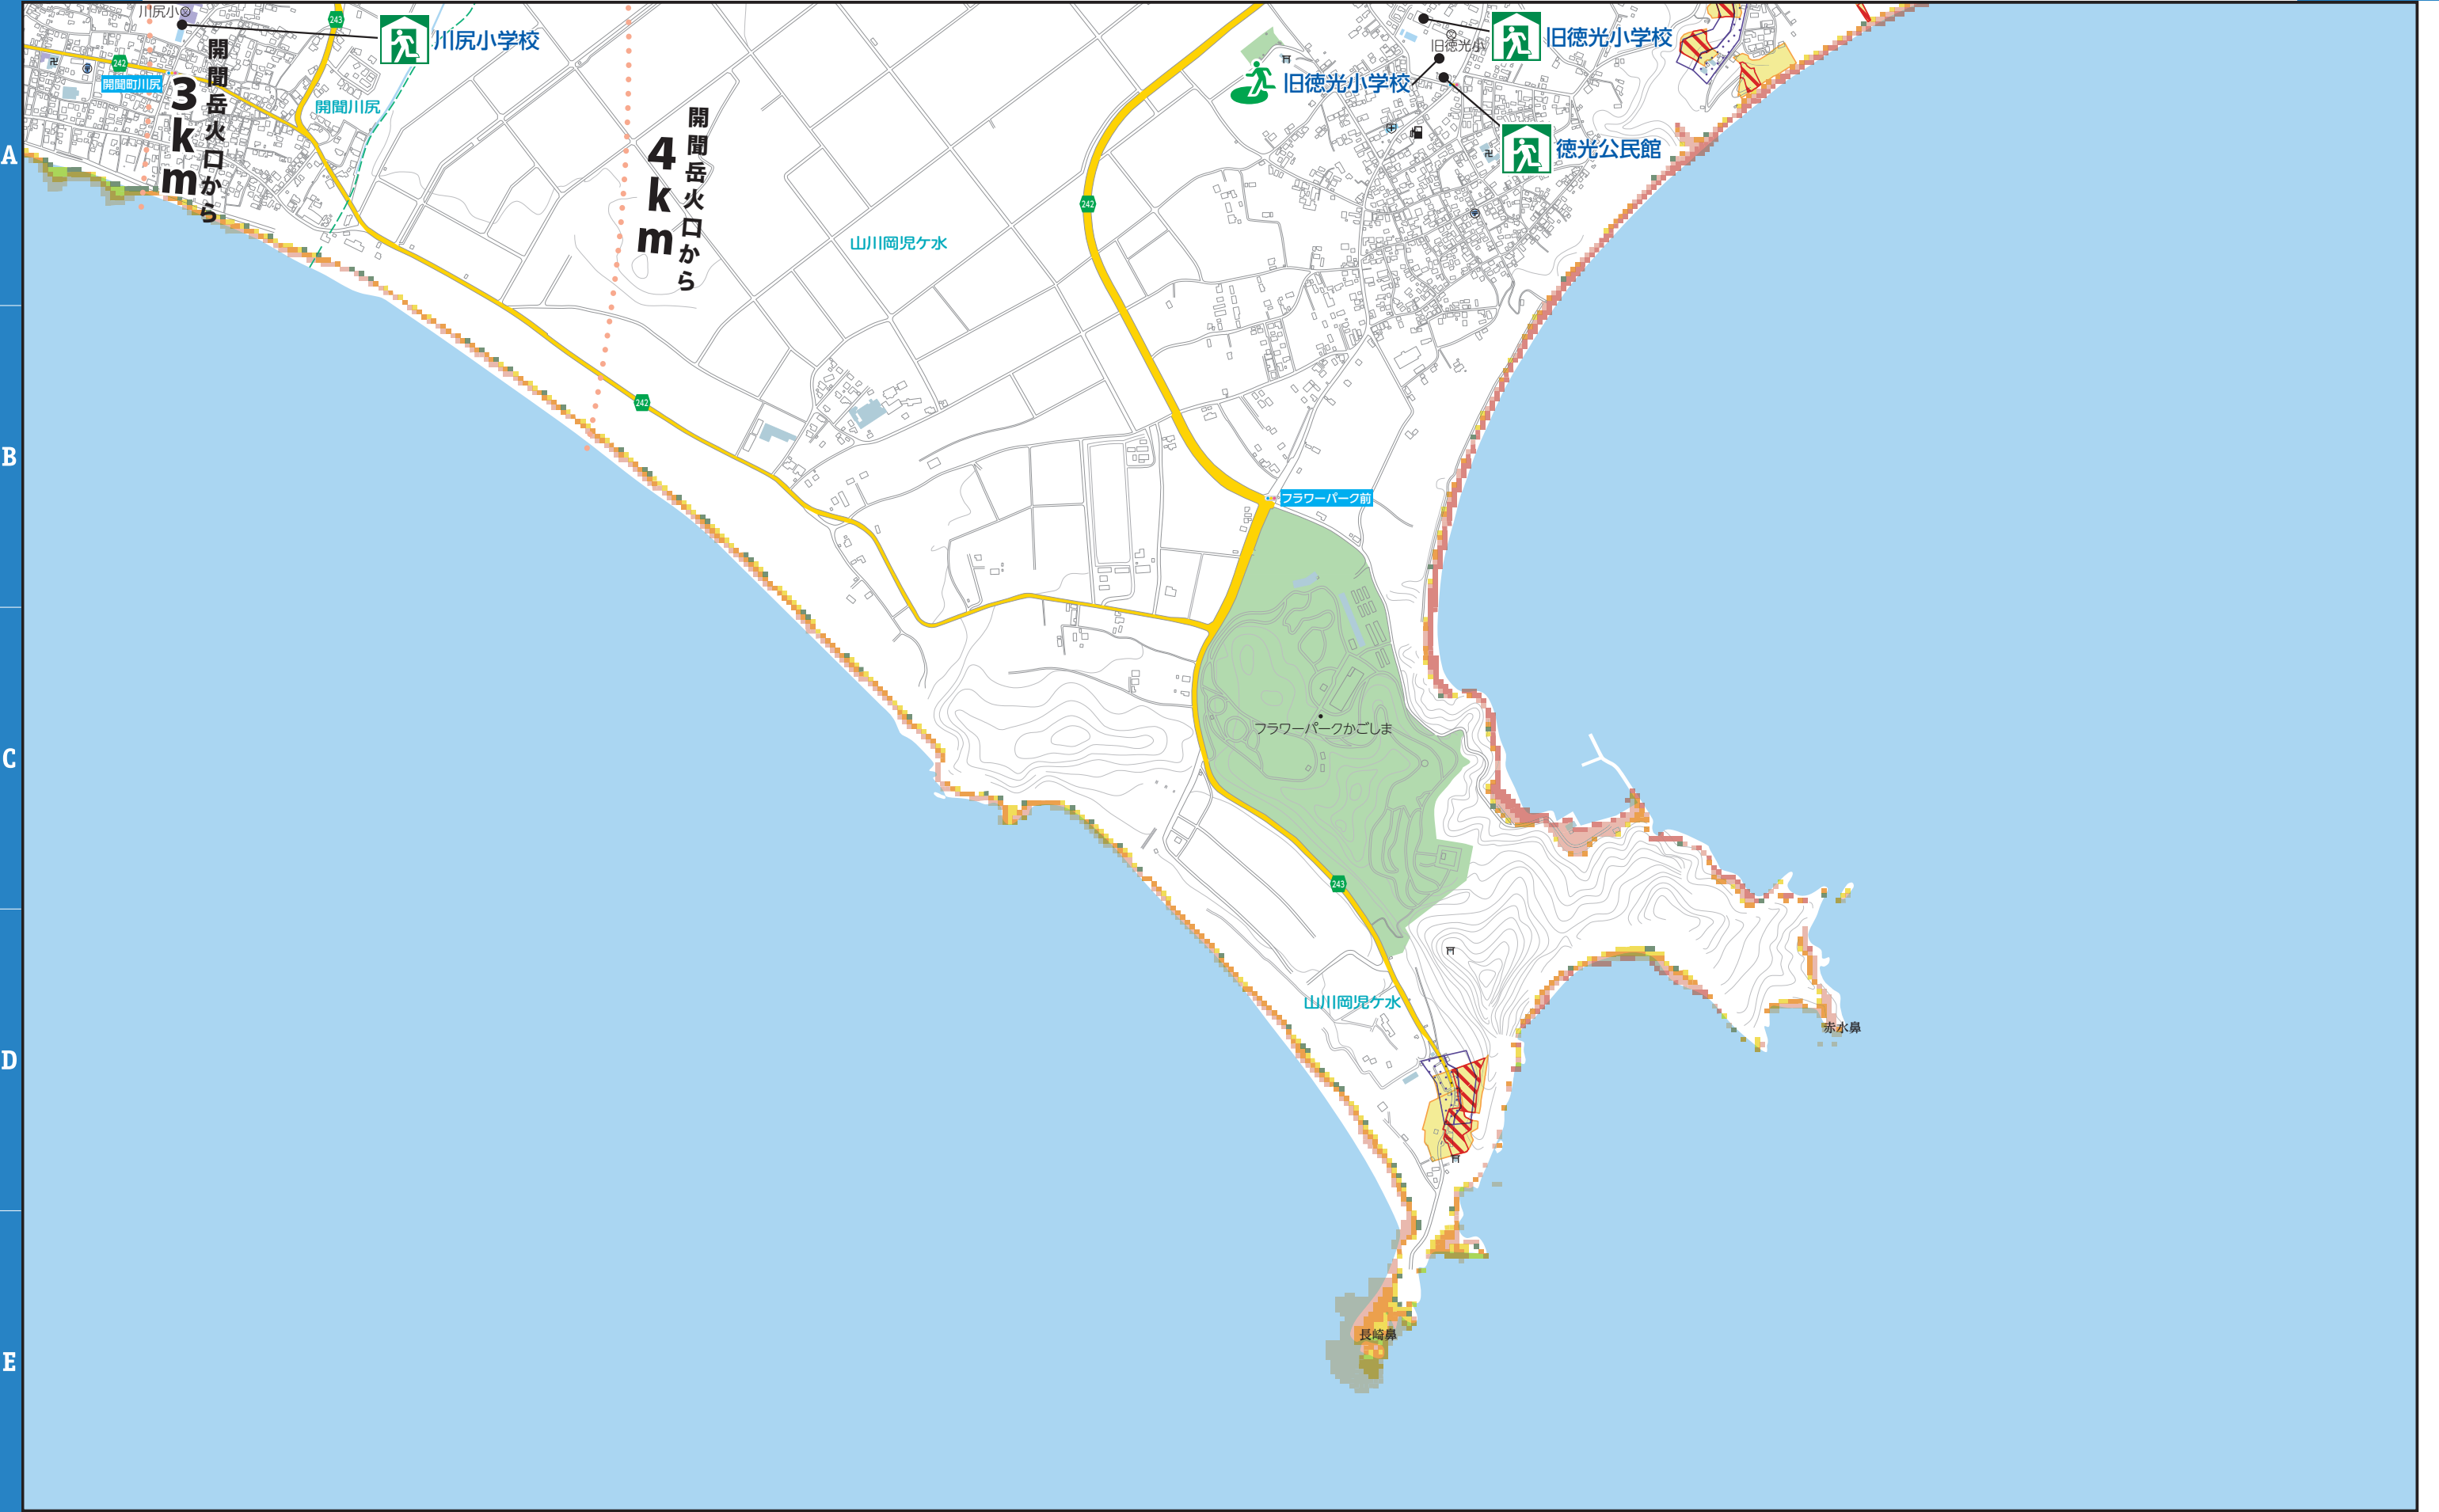 川尻小
243
川尻小学校
旧徳光小学校
旧徳光小
242
開聞町川尻
開聞岳火口から
3km
開聞川尻
旧徳光小学校
開聞岳火口から
4km
徳光公民館
A
242
山川岡児ケ水
242
B
フラワーパーク前
フラワーパークかごしま
C
243
山川岡児ケ水
赤水鼻
D
長崎鼻
E